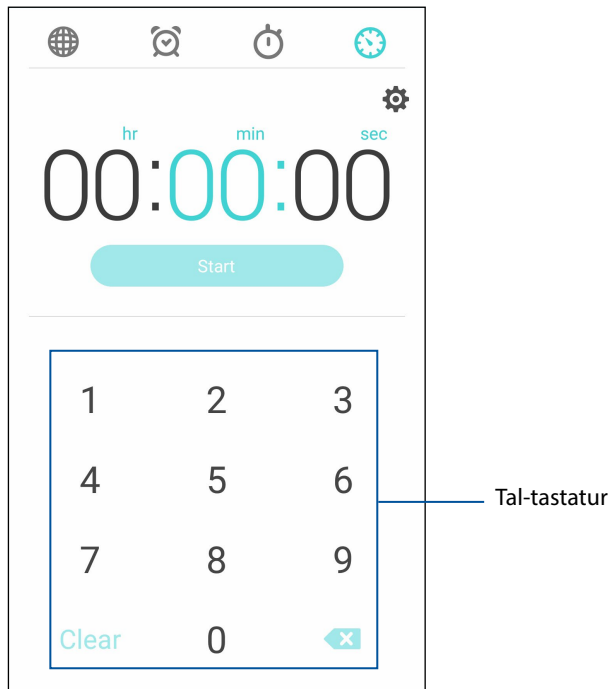 hr min sec
00:00:00
Start
1 2 3
4 5 6
Tal-tastatur
7 8 9
Clear 0